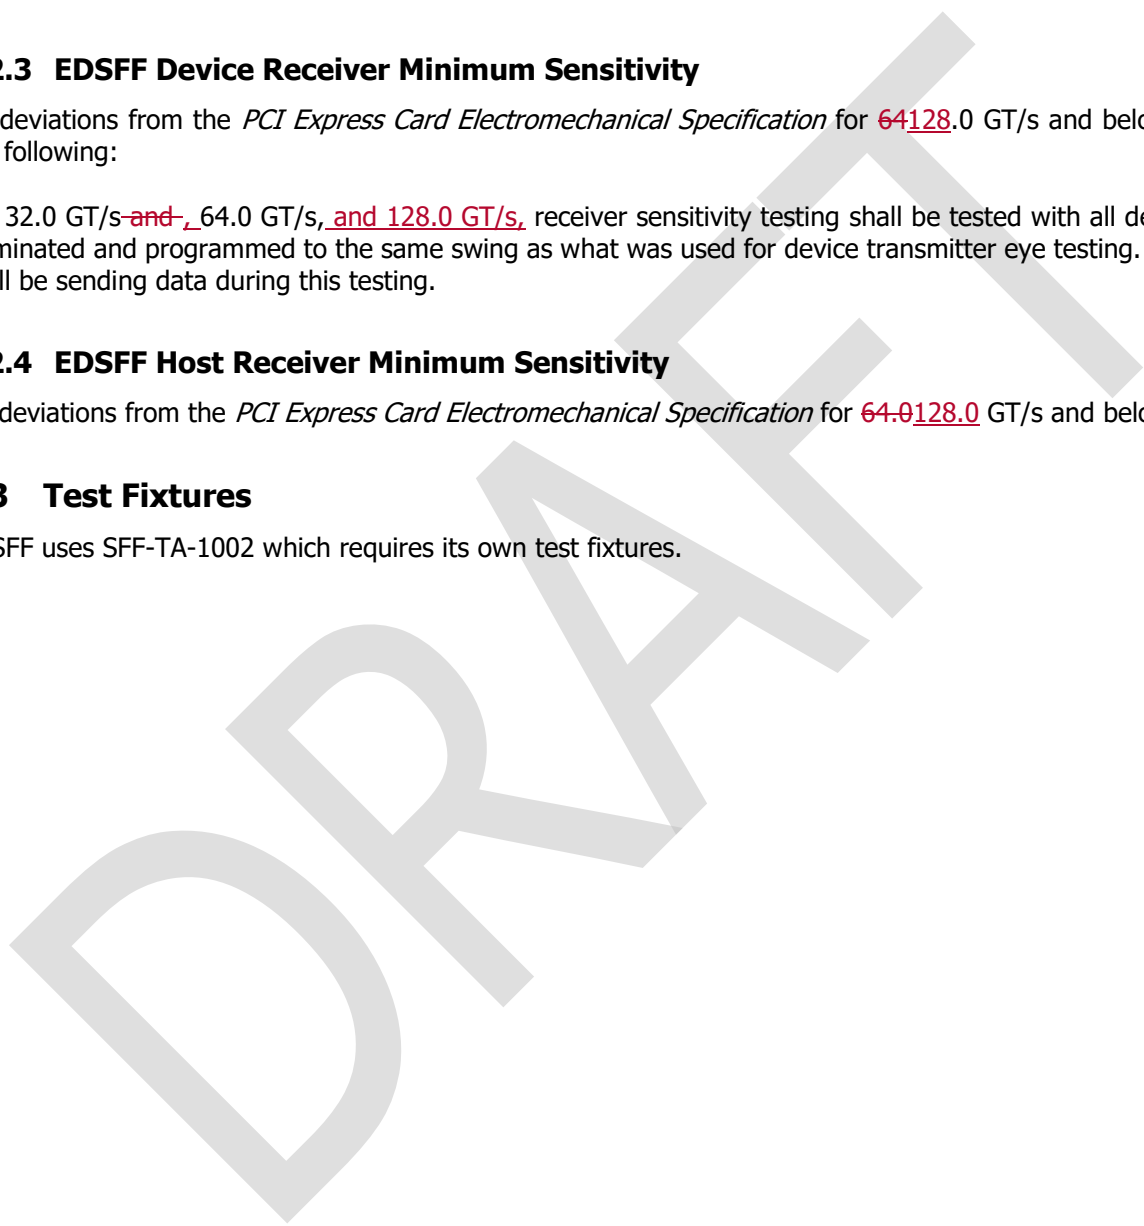 2.3 EDSFF Device Receiver Minimum Sensitivity
deviations from the PCI Express Card Electromechanical Specification for 64128.0 GT/s and belo
following:
32.0 GT/s and , 64.0 GT/s, and 128.0 GT/s, receiver sensitivity testing shall be tested with all de
minated and programmed to the same swing as what was used for device transmitter eye testing.
ll be sending data during this testing.
2.4 EDSFF Host Receiver Minimum Sensitivity
deviations from the PCI Express Card Electromechanical Specification for 64.0128.0 GT/s and belo
3 Test Fixtures
SFF uses SFF-TA-1002 which requires its own test fixtures.
DRAFT